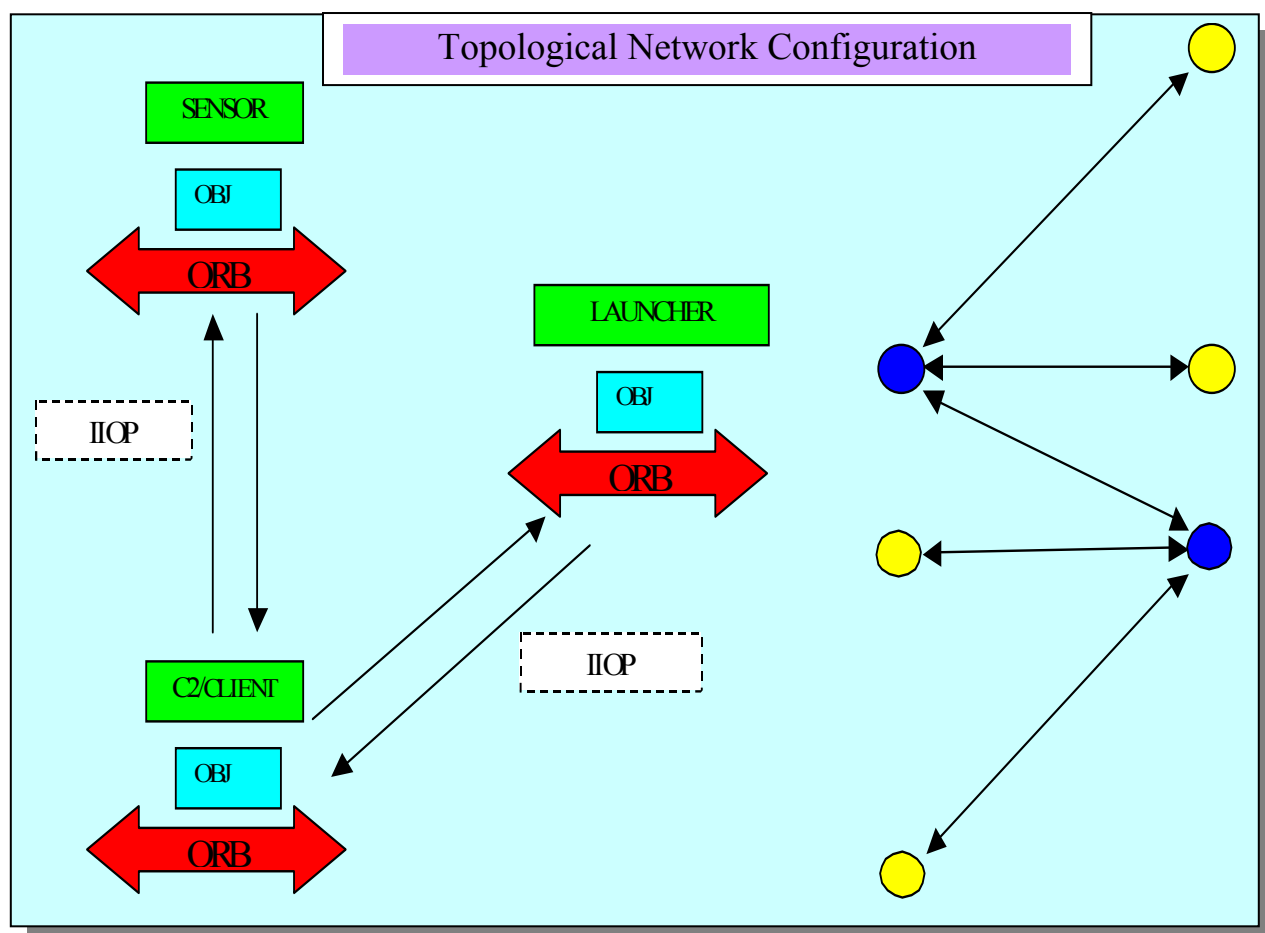 Topological Network Configuration
SENSOR
OBJ
ORB
LAUNCHER
OBJ
IIOP
ORB
IIOP
C2/CLIENT
OBJ
ORB